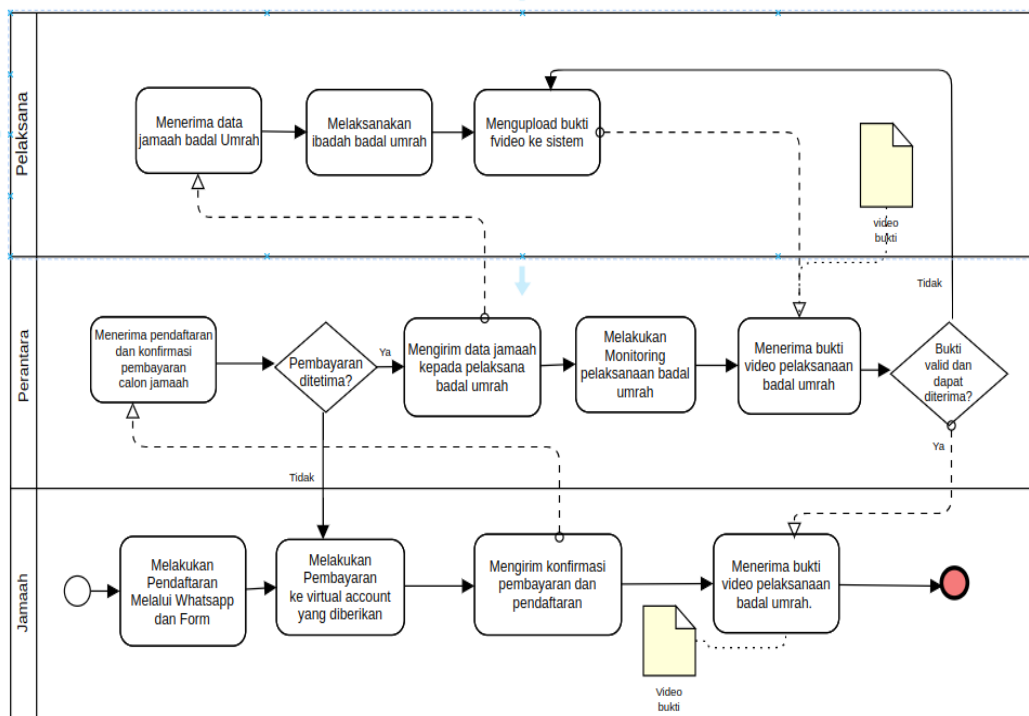 Pelaksana
Menerima data
jamaah badal Umrah
Melaksanakan
ibadah badal umrah
Mengupload bukti
fvideo ke sistem
video
bukti
Perantara
Menerima pendaftaran
dan konfirmasi
pembayaran
calon jamaah
Pembayaran
ditetima?
Ya
Tidak
Mengirim data jamaah
kepada pelaksana
badal umrah
Melakukan
Monitoring
pelaksanaan badal
umrah
Menerima bukti
video pelaksanaan
badal umrah
Bukti
valid dan
dapat
diterima?
Tidak
Ya
Jamaah
Melakukan
Pendaftaran
Melalui Whatsapp
dan Form
Melakukan
Pembayaran
ke virtual account
yang diberikan
Mengirim konfirmasi
pembayaran dan
pendaftaran
Menerima bukti
video pelaksanaan
badal umrah.
Video
bukti